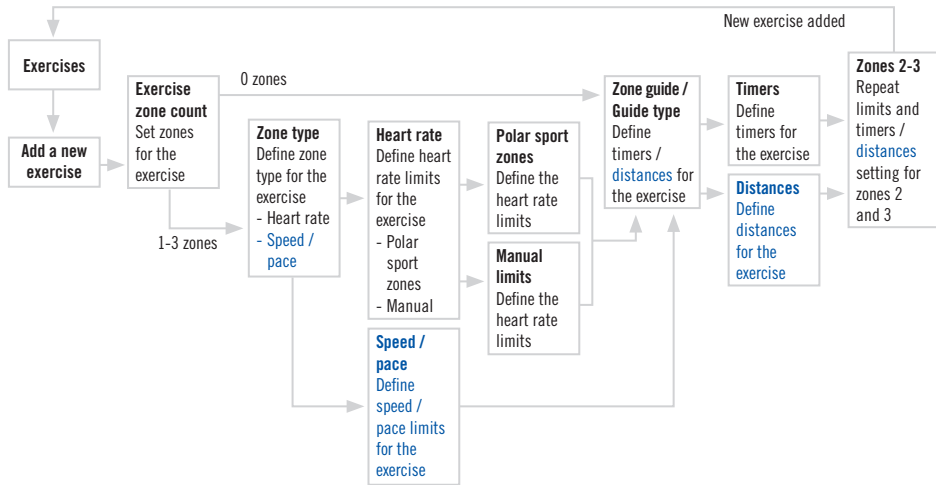 New exercise added
Exercises
Add a new
exercise
Exercise
zone count
Set zones
for the
exercise
0 zones
1-3 zones
Zone type
Define zone
type for the
exercise
- Heart rate
- Speed /
pace
Heart rate
Define heart
rate limits
for the
exercise
- Polar
sport
zones
- Manual
Speed /
pace
Define
speed /
pace limits
for the
exercise
Polar sport
zones
Define the
heart rate
limits
Manual
limits
Define the
heart rate
limits
Zone guide /
Guide type
Define
timers /
distances for
the exercise
Timers
Define
timers for
the exercise
Distances
Define
distances
for the
exercise
Zones 2-3
Repeat
limits and
timers /
distances
setting for
zones 2
and 3